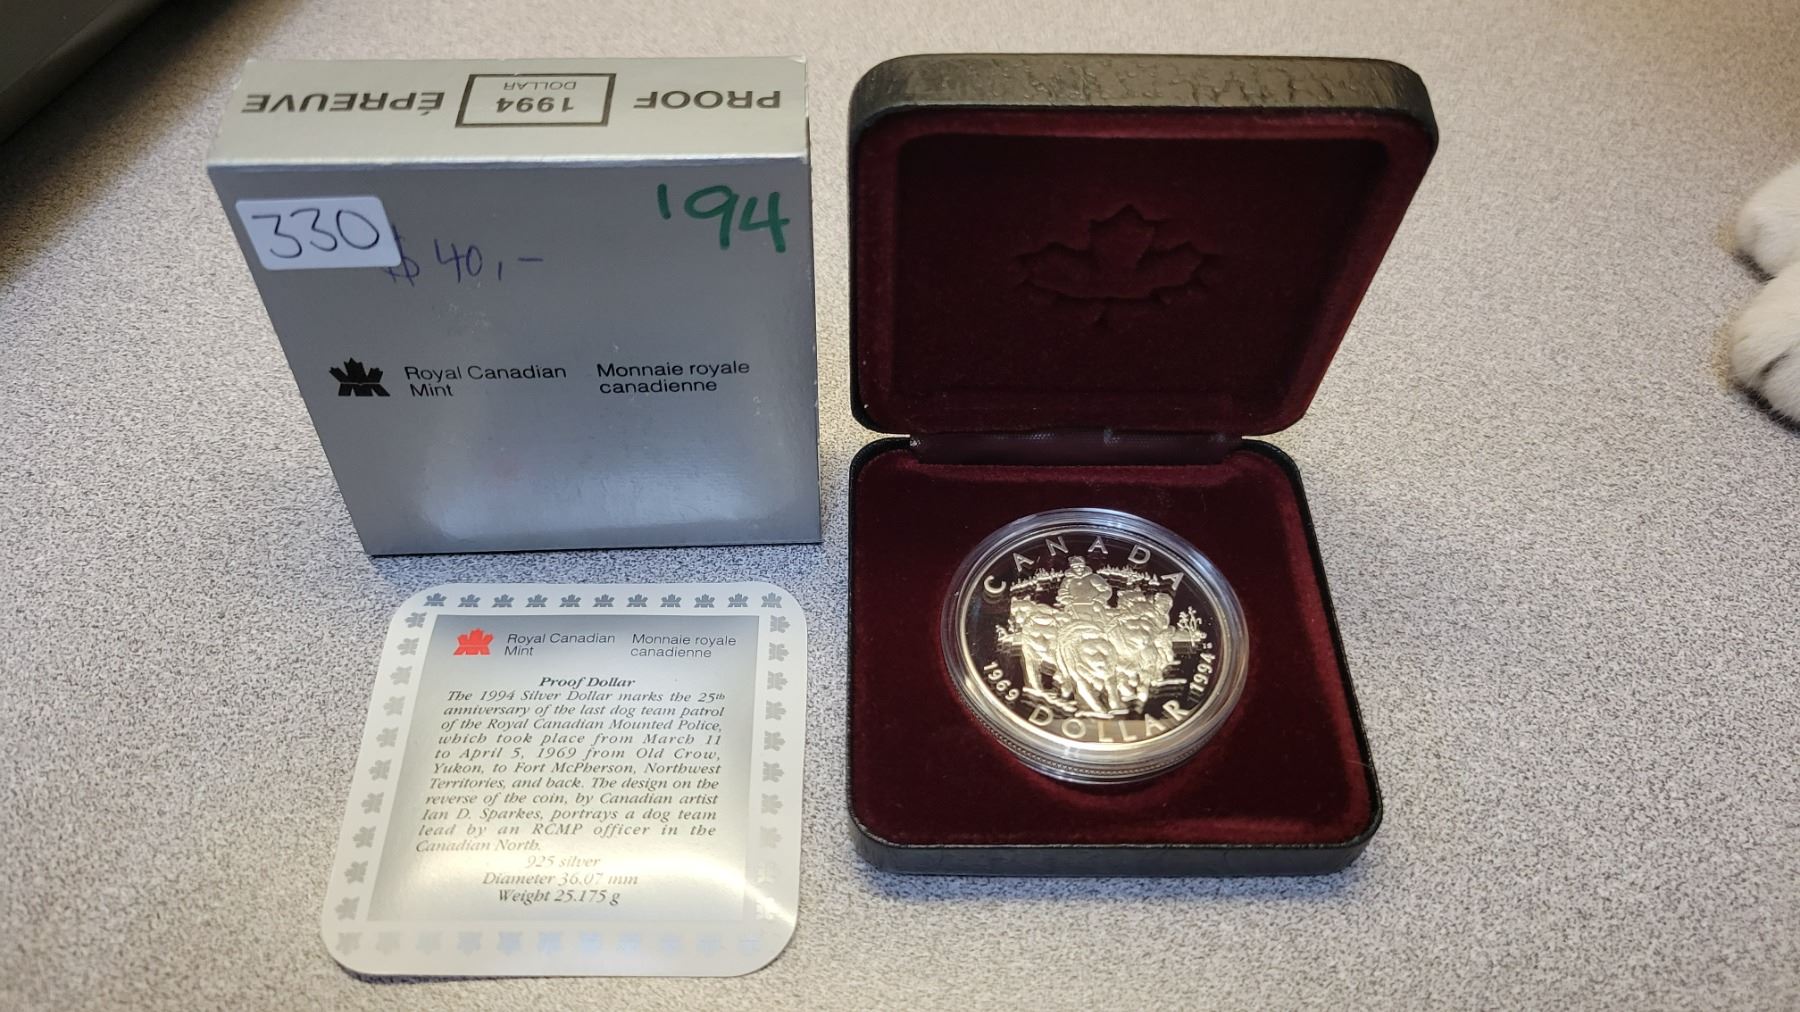 PROOF 1994 ÉPREUVE
DOLLAR
330
$40,-
'94
Royal Canadian
Mint
Monnaie royale
canadienne
Royal Canadian
Mint
Monnaie royale
canadienne
Proof Dollar
The 1994 Silver Dollar marks the 25th
anniversary of the last dog team patrol
of the Royal Canadian Mounted Police,
which took place from March 11
to April 5, 1969 from Old Crow,
Yukon, to Fort McPherson, Northwest
Territories, and back. The design on the
reverse of the coin, by Canadian artist
Ian D. Sparkes, portrays a dog team
lead by an RCMP officer in the
Canadian North.
925 silver
Diameter 36.07 mm
Weight 25.175 g
CANADA
1969 DOLLAR 1994